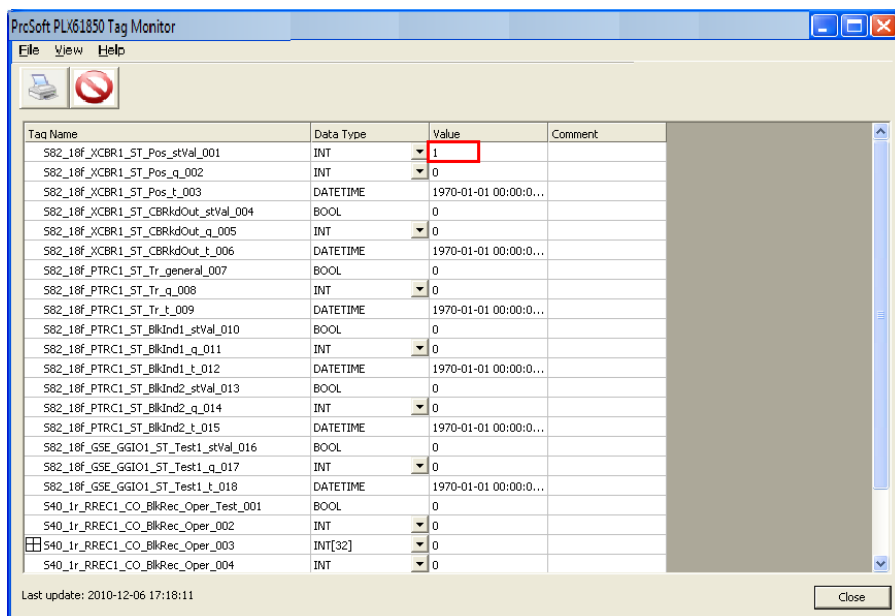 PrcSoft PLX61850 Tag Monitor
File View Help
Tag Name Data Type Value Comment
S82_18f_XCBR1_ST_Pos_stVal_001 INT 1
S82_18f_XCBR1_ST_Pos_q_002 INT 0
S82_18f_XCBR1_ST_Pos_t_003 DATETIME 1970-01-01 00:00:0...
S82_18f_XCBR1_ST_CBRkdOut_stVal_004 BOOL 0
S82_18f_XCBR1_ST_CBRkdOut_q_005 INT 0
S82_18f_XCBR1_ST_CBRkdOut_t_006 DATETIME 1970-01-01 00:00:0...
S82_18f_PTRC1_ST_Tr_general_007 BOOL 0
S82_18f_PTRC1_ST_Tr_q_008 INT 0
S82_18f_PTRC1_ST_Tr_t_009 DATETIME 1970-01-01 00:00:0...
S82_18f_PTRC1_ST_BlkInd1_stVal_010 BOOL 0
S82_18f_PTRC1_ST_BlkInd1_q_011 INT 0
S82_18f_PTRC1_ST_BlkInd1_t_012 DATETIME 1970-01-01 00:00:0...
S82_18f_PTRC1_ST_BlkInd2_stVal_013 BOOL 0
S82_18f_PTRC1_ST_BlkInd2_q_014 INT 0
S82_18f_PTRC1_ST_BlkInd2_t_015 DATETIME 1970-01-01 00:00:0...
S82_18f_GSE_GGIO1_ST_Test1_stVal_016 BOOL 0
S82_18f_GSE_GGIO1_ST_Test1_q_017 INT 0
S82_18f_GSE_GGIO1_ST_Test1_t_018 DATETIME 1970-01-01 00:00:0...
S40_1r_RREC1_CO_BlkRec_Oper_Test_001 BOOL 0
S40_1r_RREC1_CO_BlkRec_Oper_002 INT 0
S40_1r_RREC1_CO_BlkRec_Oper_003 INT[32] 0
S40_1r_RREC1_CO_BlkRec_Oper_004 INT 0
Last update: 2010-12-06 17:18:11 Close